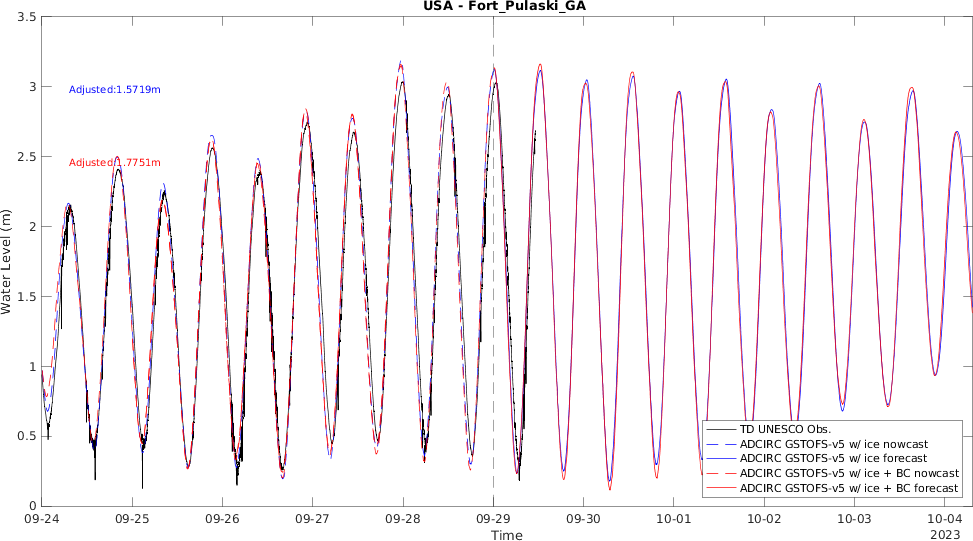 USA - Fort_Pulaski_GA
3.5
3
2.5
2
1.5
1
0.5
0
Water Level (m)
Adjusted:1.5719m
Adjusted:1.7751m
TD UNESCO Obs.
ADCIRC GSTOFS-v5 w/ ice nowcast
ADCIRC GSTOFS-v5 w/ ice forecast
ADCIRC GSTOFS-v5 w/ ice + BC nowcast
ADCIRC GSTOFS-v5 w/ ice + BC forecast
09-24 09-25 09-26 09-27 09-28 09-29 09-30 10-01 10-02 10-03 10-04
Time
2023